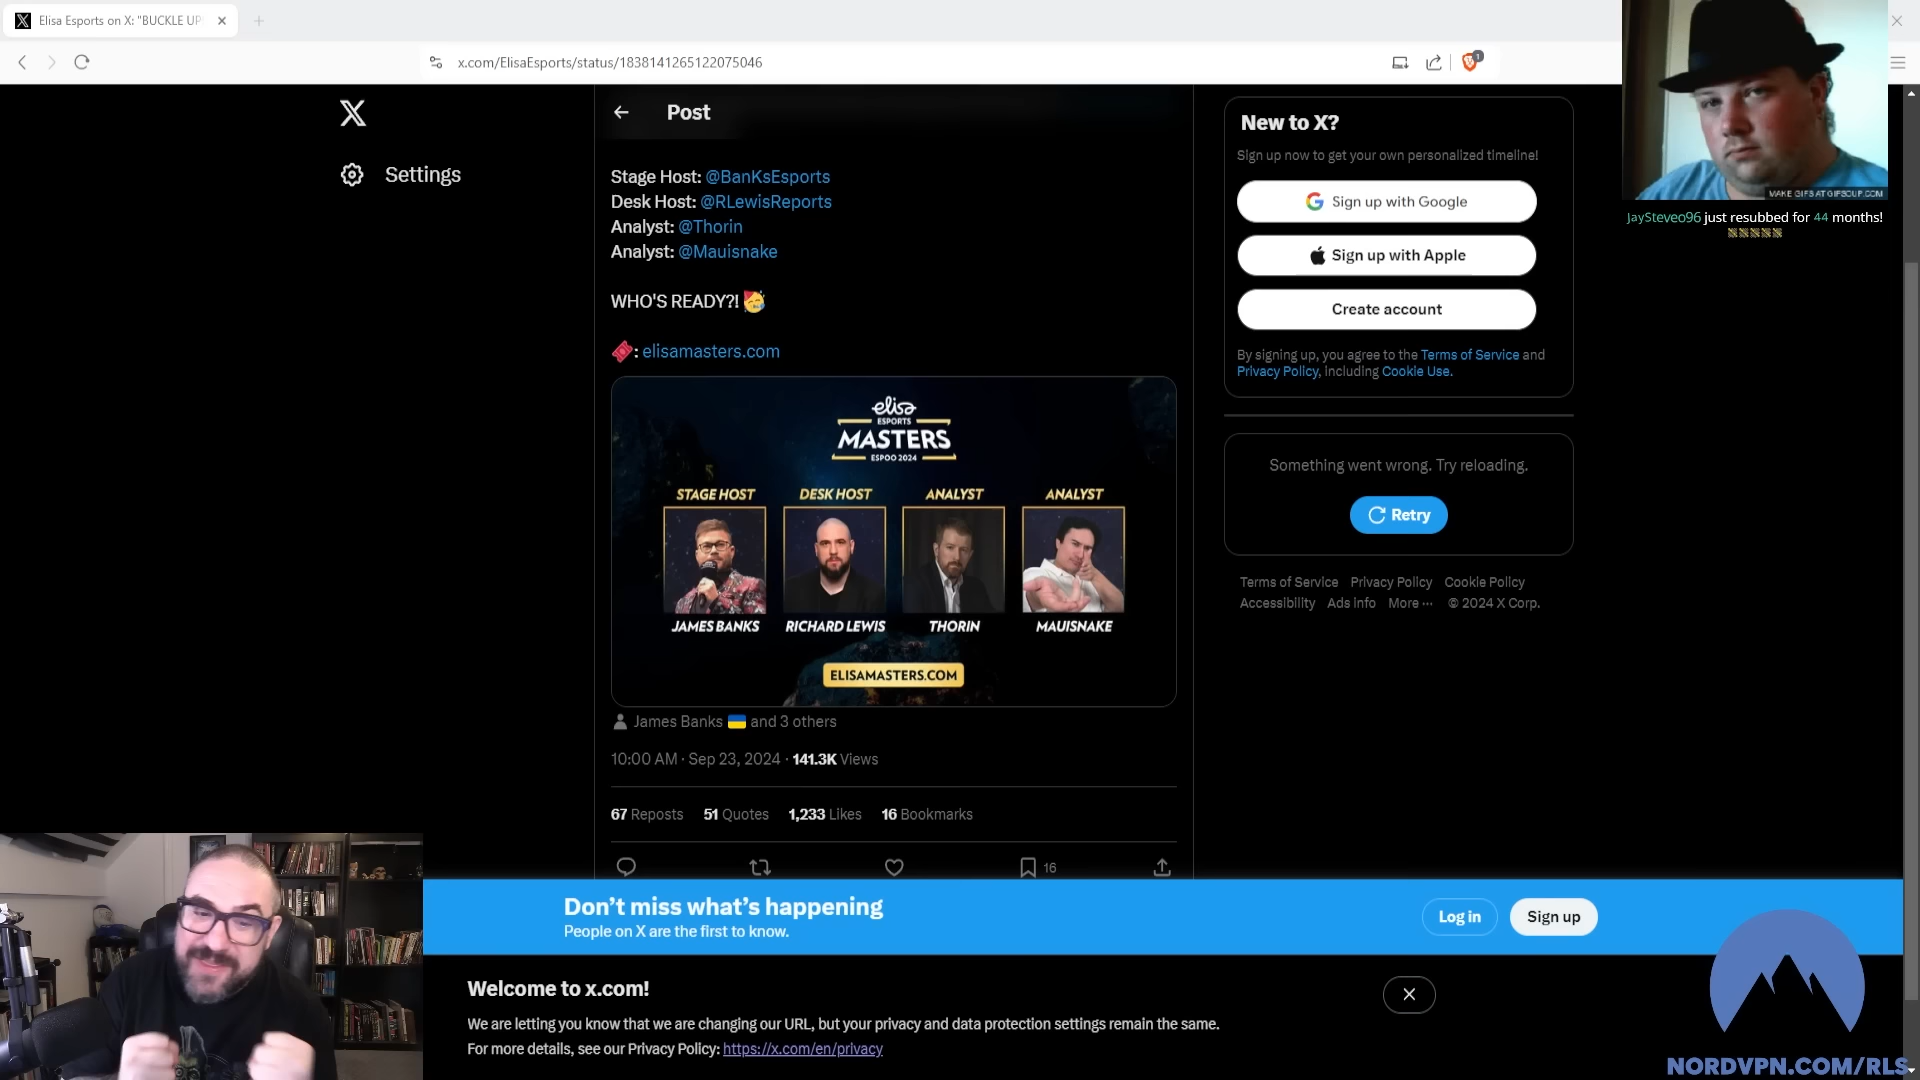 Elisa Esports on X: "BUCKLE UP
x.com/ElisaEsports/status/1838141265122075046
1
Settings
Post
Stage Host: @BanKsEsports
Desk Host: @RLewisReports
Analyst: @Thorin
Analyst: @Mauisnake
WHO'S READY?!
: elisamasters.com
elisa
ESPORTS
MASTERS
ESPOO 2024
STAGE HOST
DESK HOST
ANALYST
ANALYST
JAMES BANKS
RICHARD LEWIS
THORIN
MAUISNAKE
ELISAMASTERS.COM
James Banks and 3 others
10:00 AM · Sep 23, 2024 · 141.3K Views
67 Reposts 51 Quotes 1,233 Likes 16 Bookmarks
16
New to X?
Sign up now to get your own personalized timeline!
Sign up with Google
Sign up with Apple
Create account
By signing up, you agree to the Terms of Service and
Privacy Policy, including Cookie Use.
Something went wrong. Try reloading.
Retry
Terms of Service Privacy Policy Cookie Policy
Accessibility Ads info More ··· © 2024 X Corp.
MAKE GIFS AT GIFSOUP.COM
JaySteveo96 just resubbed for 44 months!
Don't miss what's happening
People on X are the first to know.
Log in
Sign up
Welcome to x.com!
We are letting you know that we are changing our URL, but your privacy and data protection settings remain the same.
For more details, see our Privacy Policy: https://x.com/en/privacy
NORDVPN.COM/RLS